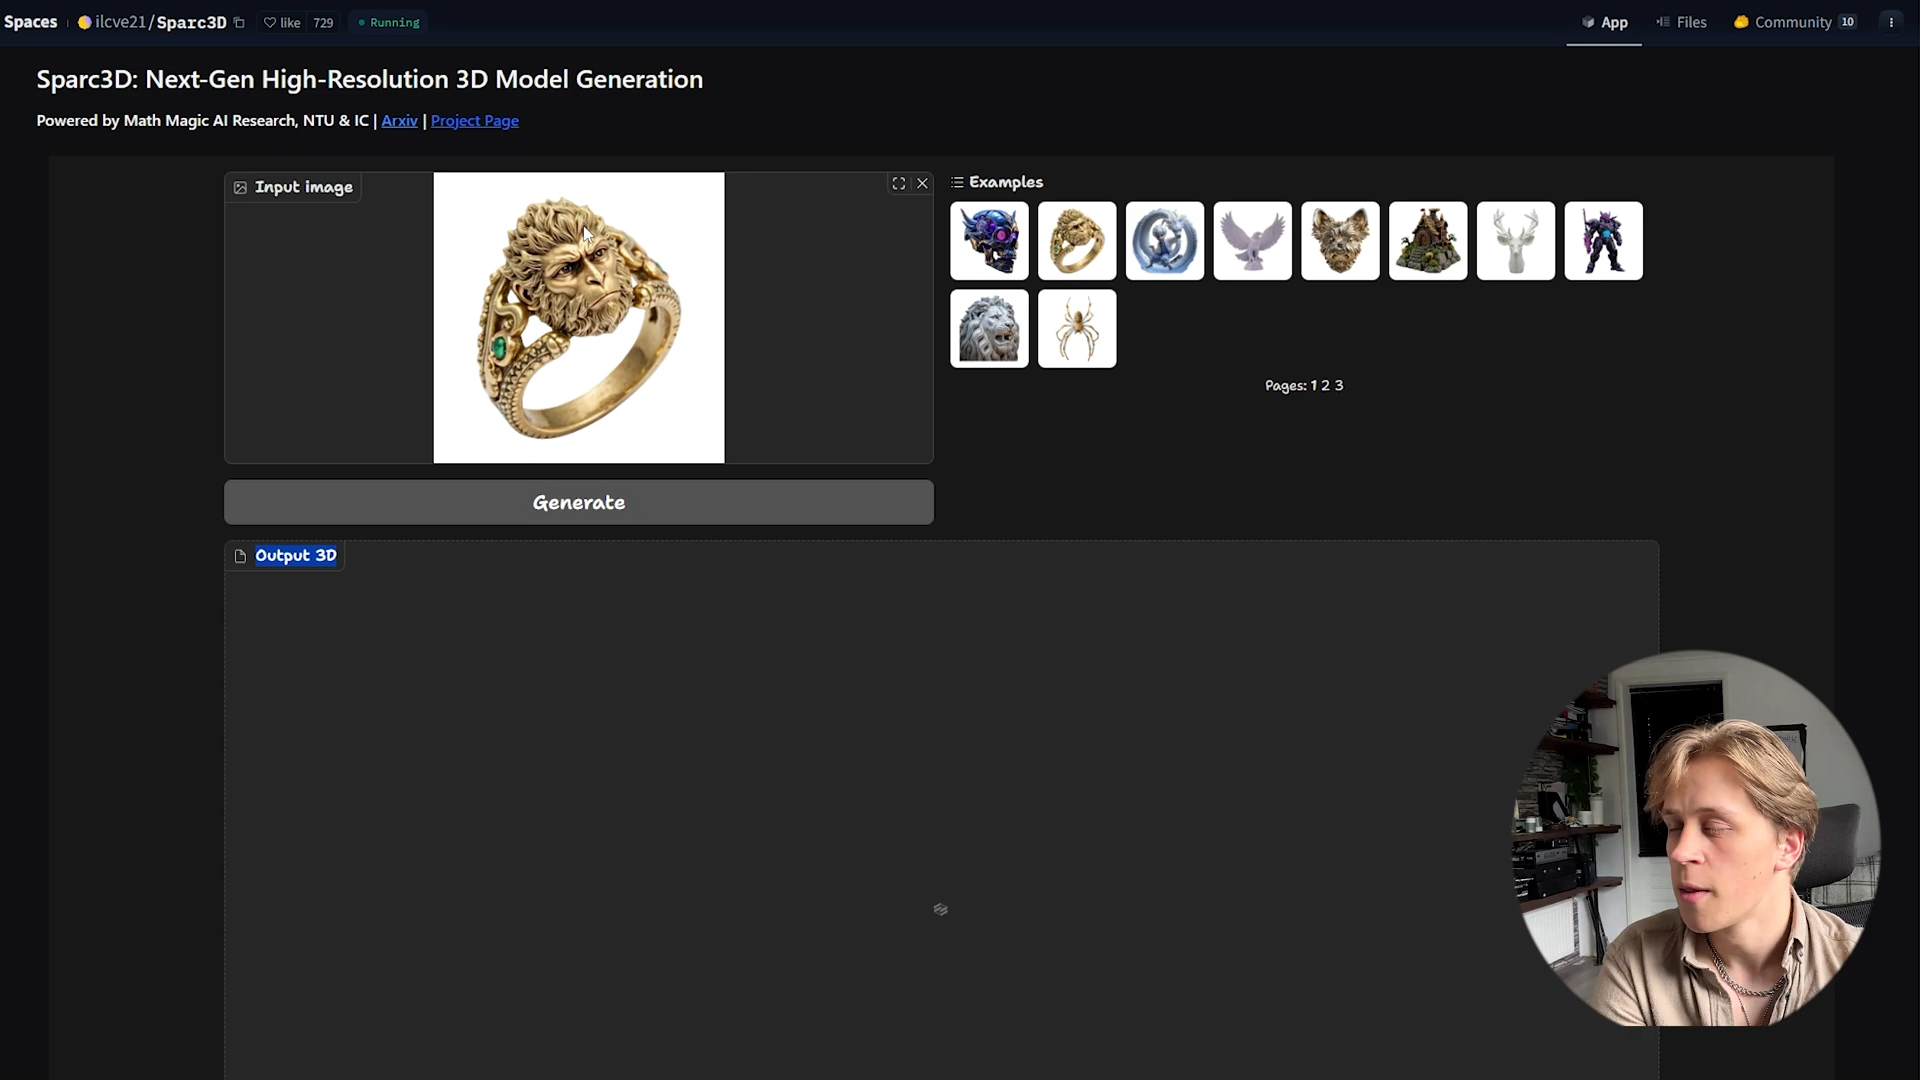 Spaces ilcve21/Sparc3D like 729 Running App Files Community 10
Sparc3D: Next-Gen High-Resolution 3D Model Generation
Powered by Math Magic AI Research, NTU & IC | Arxiv | Project Page
Input image
Examples
Pages: 1 2 3
Generate
Output 3D